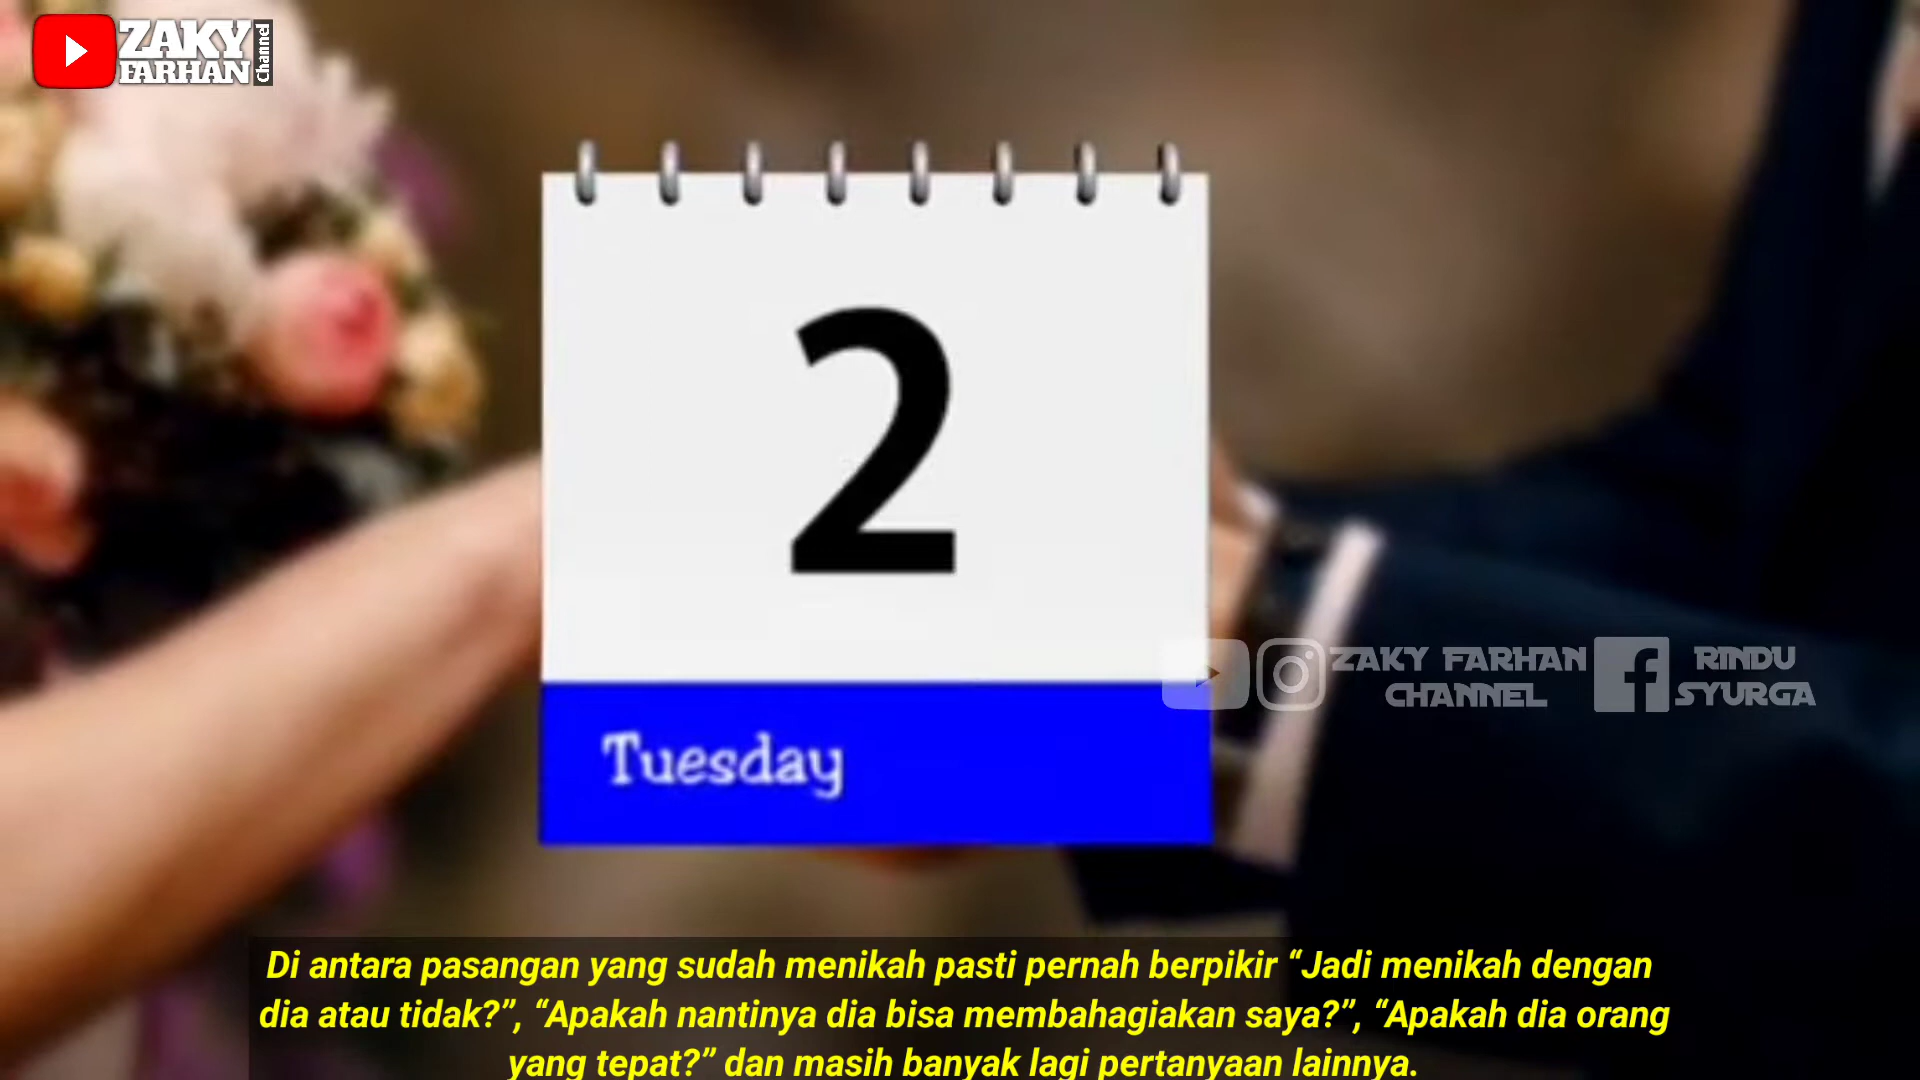 ZAKY
FARHAN
Channel
2
Tuesday
ZAKY FARHAN
CHANNEL
RINDU
SYURGA
Di antara pasangan yang sudah menikah pasti pernah berpikir “Jadi menikah dengan
dia atau tidak?”, “Apakah nantinya dia bisa membahagiakan saya?”, “Apakah dia orang
yang tepat?” dan masih banyak lagi pertanyaan lainnya.